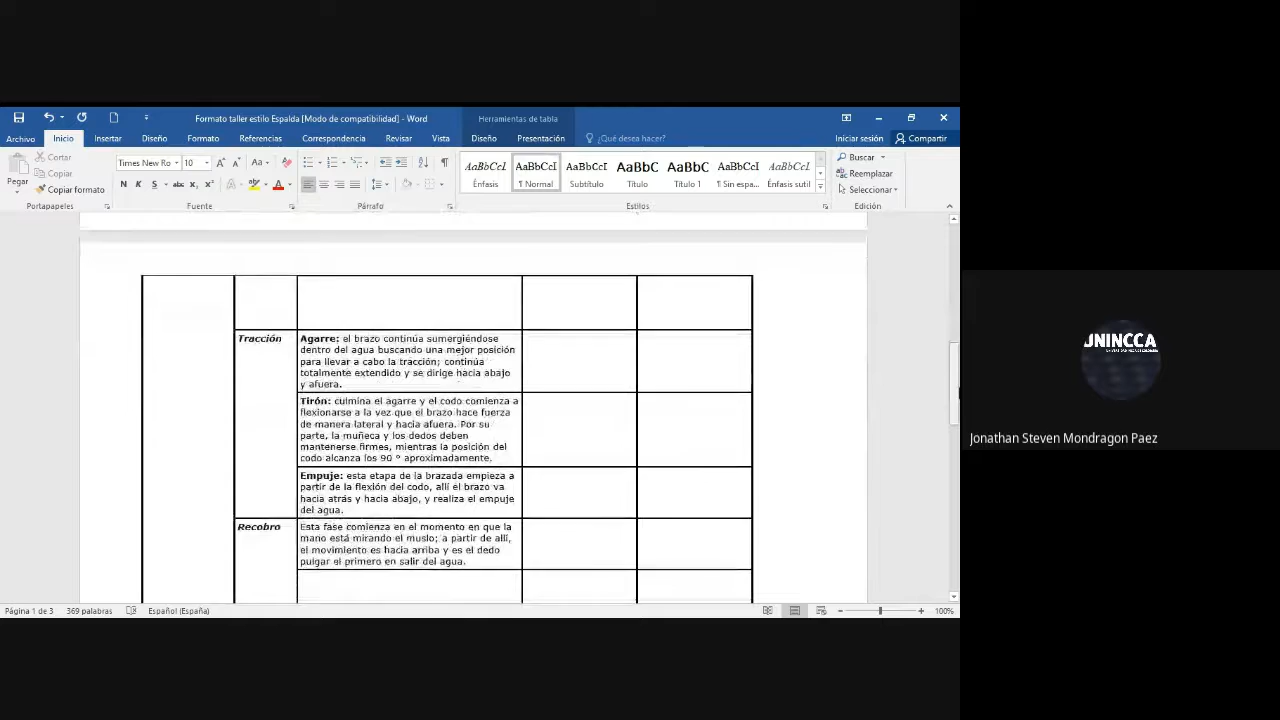 Formato taller estilo Espalda [Modo de compatibilidad] - Word
Herramientas de tabla
Archivo Inicio Insertar Diseño Formato Referencias Correspondencia Revisar Vista Diseño Presentación ¿Qué desea hacer? Iniciar sesión Compartir
Pegar
Cortar
Copiar
Copiar formato
Portapapeles
Times New Ro 10
N K S abc x₂ x²
Fuente
Párrafo
AaBbCcI AaBbCcI AaBbCcI AaBbC AaBbC AaBbCcI AaBbCcI
Énfasis ¶ Normal Subtítulo Título Título 1 ¶ Sin espa... Énfasis sutil
Estilos
Buscar
Reemplazar
Seleccionar
Edición
Tracción
Agarre: el brazo continúa sumergiéndose
dentro del agua buscando una mejor posición
para llevar a cabo la tracción; continúa
totalmente extendido y se dirige hacia abajo
y afuera.
Tirón: culmina el agarre y el codo comienza a
flexionarse a la vez que el brazo hace fuerza
de manera lateral y hacia afuera. Por su
parte, la muñeca y los dedos deben
mantenerse firmes, mientras la posición del
codo alcanza los 90 º aproximadamente.
Empuje: esta etapa de la brazada empieza a
partir de la flexión del codo, allí el brazo va
hacia atrás y hacia abajo, y realiza el empuje
del agua.
Recobro
Esta fase comienza en el momento en que la
mano está mirando el muslo; a partir de allí,
el movimiento es hacia arriba y es el dedo
pulgar el primero en salir del agua.
Página 1 de 3 369 palabras Español (España) 100%
UNINCCA
Jonathan Steven Mondragon Paez